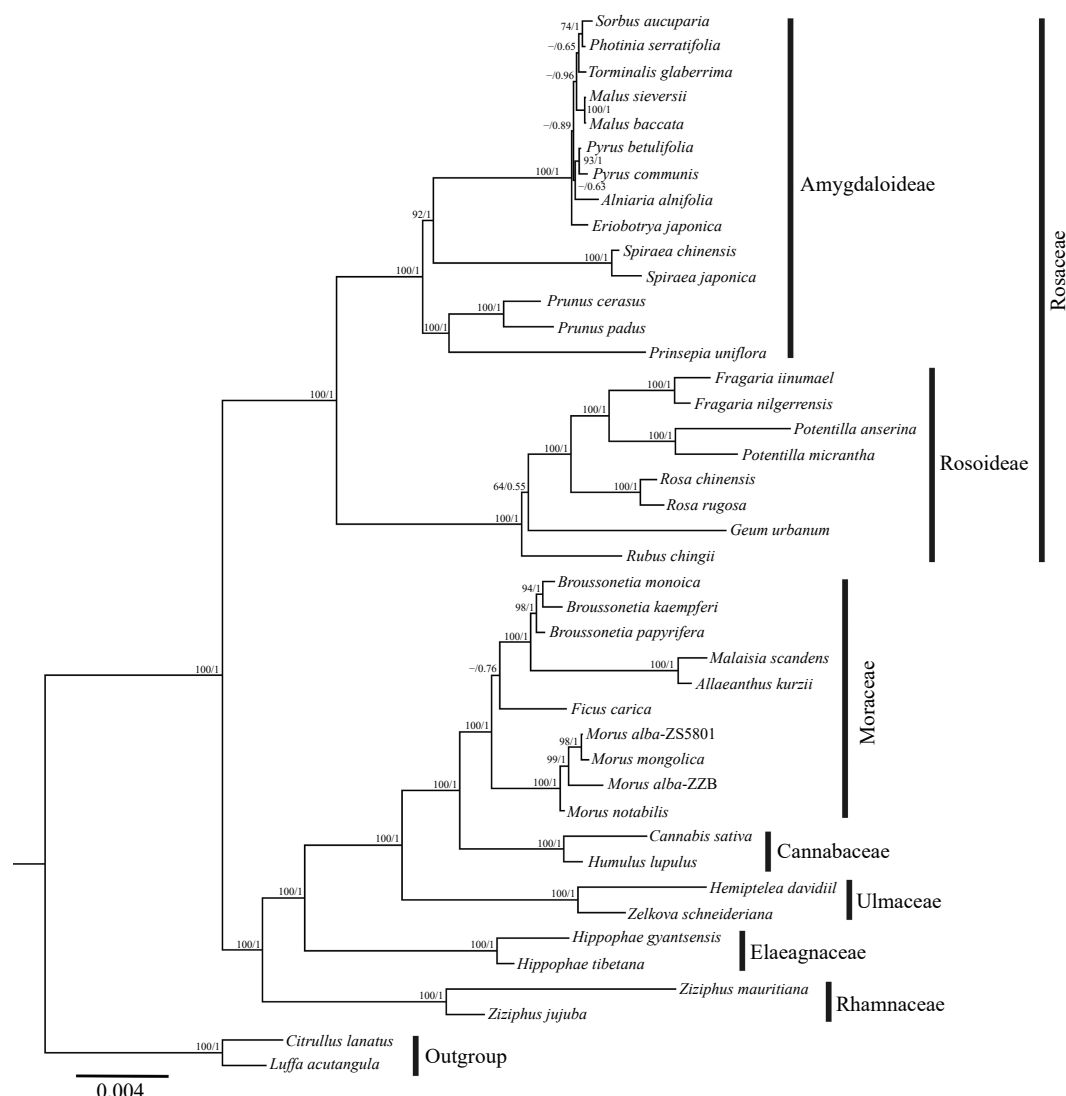 Sorbus aucuparia
74/1
Photinia serratifolia
−/0.65
Torminalis glaberrima
−/0.96
Malus sieversii
100/1
Malus baccata
−/0.89
Pyrus betulifolia
93/1
Pyrus communis
−/0.63
Alniaria alnifolia
100/1
Eriobotrya japonica
92/1
Spiraea chinensis
100/1
Spiraea japonica
100/1
Prunus cerasus
100/1
Prunus padus
100/1
Prinsepia uniflora
Amygdaloideae
Rosaceae
Fragaria iinumael
100/1
Fragaria nilgerrensis
100/1
Potentilla anserina
100/1
Potentilla micrantha
100/1
Rosa chinensis
100/1
Rosa rugosa
64/0.55
Geum urbanum
100/1
Rubus chingii
100/1
Rosoideae
Broussonetia monoica
94/1
Broussonetia kaempferi
98/1
Broussonetia papyrifera
100/1
Malaisia scandens
100/1
Allaeanthus kurzii
−/0.76
Ficus carica
100/1
Morus alba-ZS5801
98/1
Morus mongolica
99/1
Morus alba-ZZB
100/1
Morus notabilis
Moraceae
100/1
100/1
Cannabis sativa
100/1
Humulus lupulus
Cannabaceae
100/1
Hemiptelea davidiil
100/1
Zelkova schneideriana
Ulmaceae
100/1
Hippophae gyantsensis
100/1
Hippophae tibetana
Elaeagnaceae
100/1
Ziziphus mauritiana
100/1
Ziziphus jujuba
Rhamnaceae
100/1
Citrullus lanatus
100/1
Luffa acutangula
Outgroup
0.004